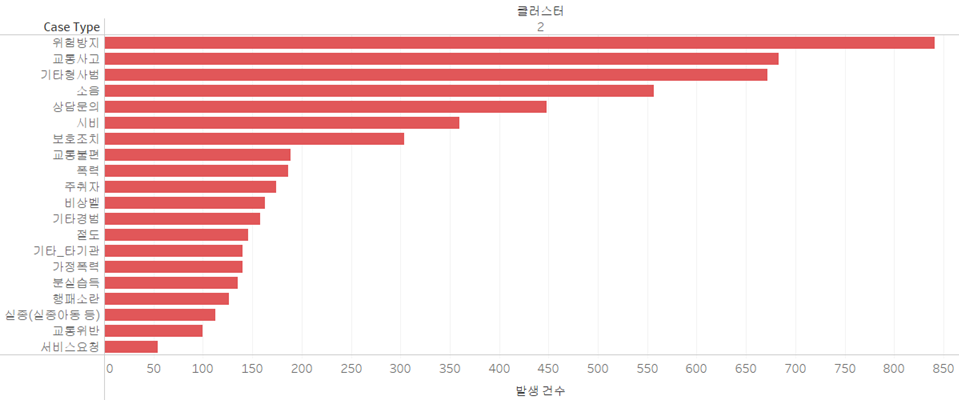 클러스터
Case Type 2
위험방지
교통사고
기타형사범
소음
상담문의
시비
보호조치
교통불편
폭력
주취자
비상벨
기타경범
절도
기타_타기관
가정폭력
분실습득
행패소란
실종(실종아동 등)
교통위반
서비스요청
0 50 100 150 200 250 300 350 400 450 500 550 600 650 700 750 800 850
발생 건수